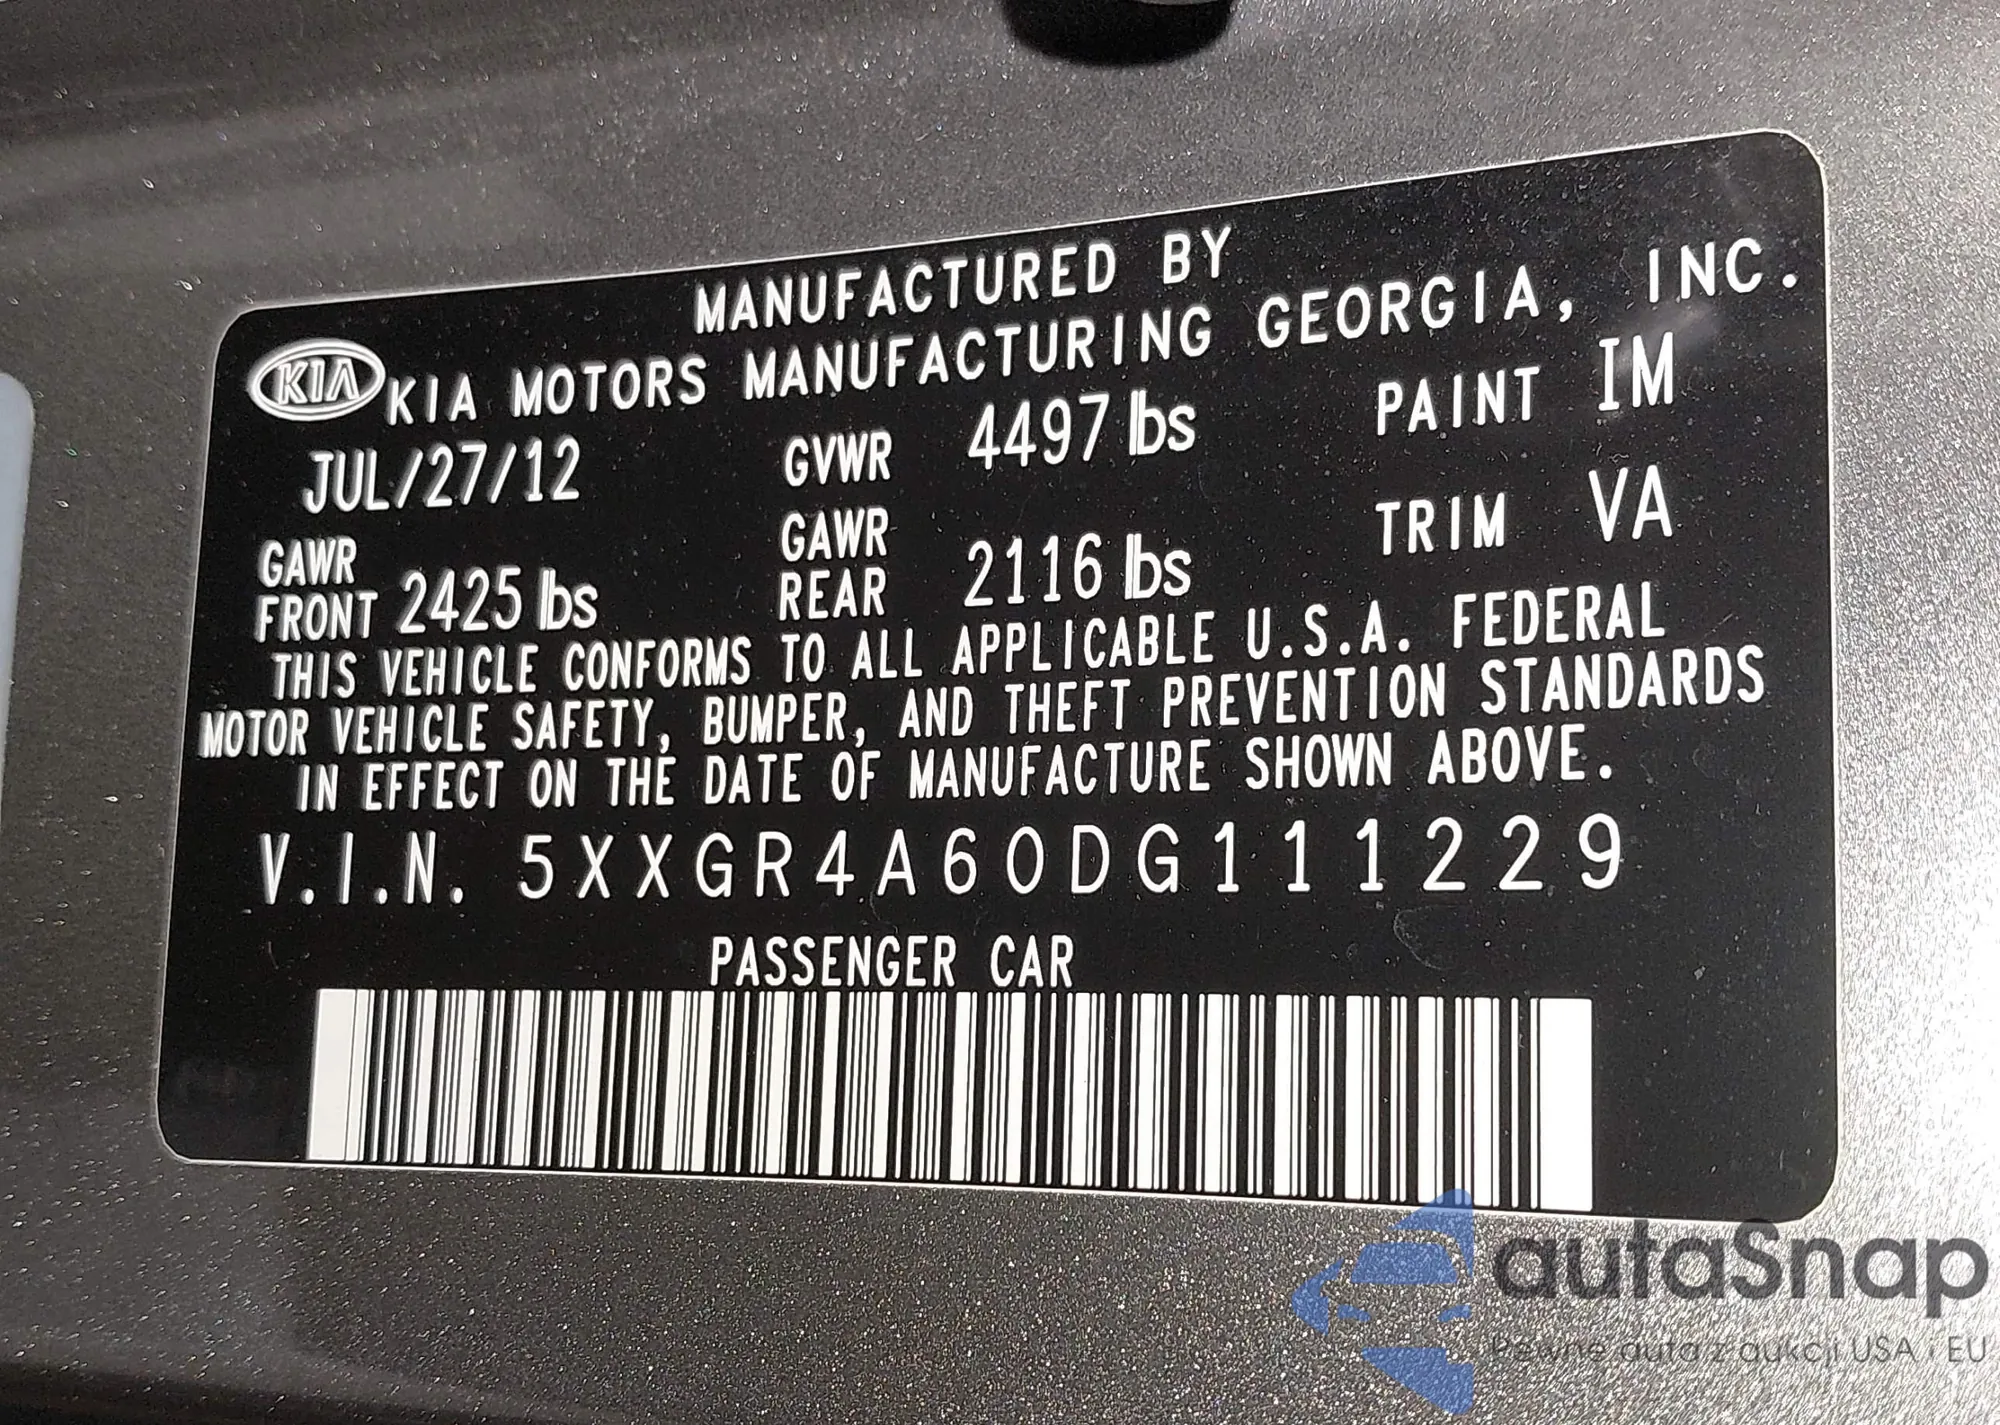 MANUFACTURED BY
KIA KIA MOTORS MANUFACTURING GEORGIA, INC.
JUL/27/12 GVWR 4497 lbs PAINT IM
GAWR FRONT 2425 lbs GAWR REAR 2116 lbs TRIM VA
THIS VEHICLE CONFORMS TO ALL APPLICABLE U.S.A. FEDERAL
MOTOR VEHICLE SAFETY, BUMPER, AND THEFT PREVENTION STANDARDS
IN EFFECT ON THE DATE OF MANUFACTURE SHOWN ABOVE.
V.I.N. 5XXGR4A60DG111229
PASSENGER CAR
autaSnap
Pewne auta z aukcji USA i EU